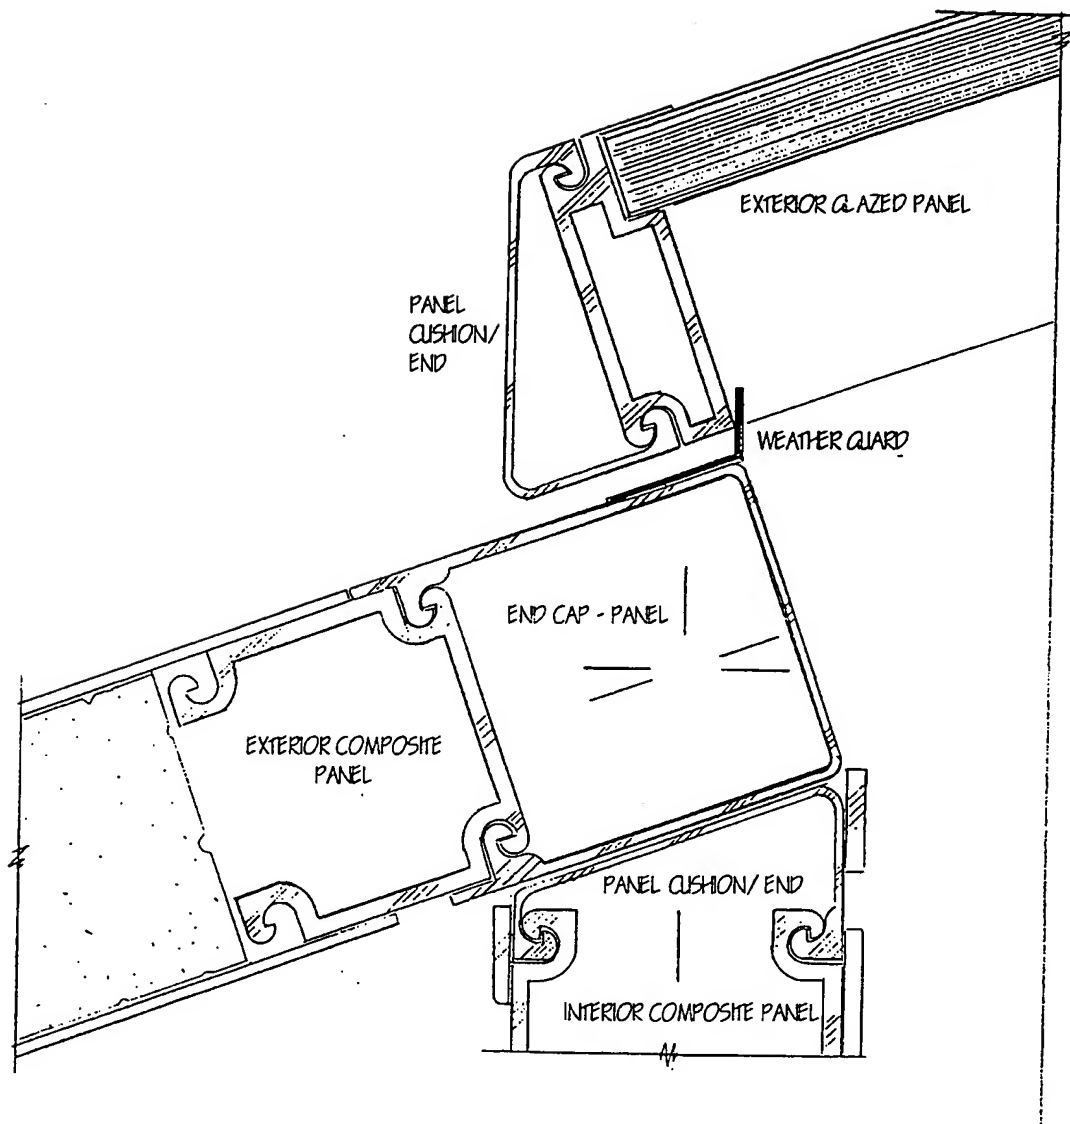 EXTERIOR GLAZED PANEL
PANEL
CUSHION/
END
WEATHER GUARD
END CAP - PANEL
EXTERIOR COMPOSITE
PANEL
PANEL CUSHION/ END
INTERIOR COMPOSITE PANEL